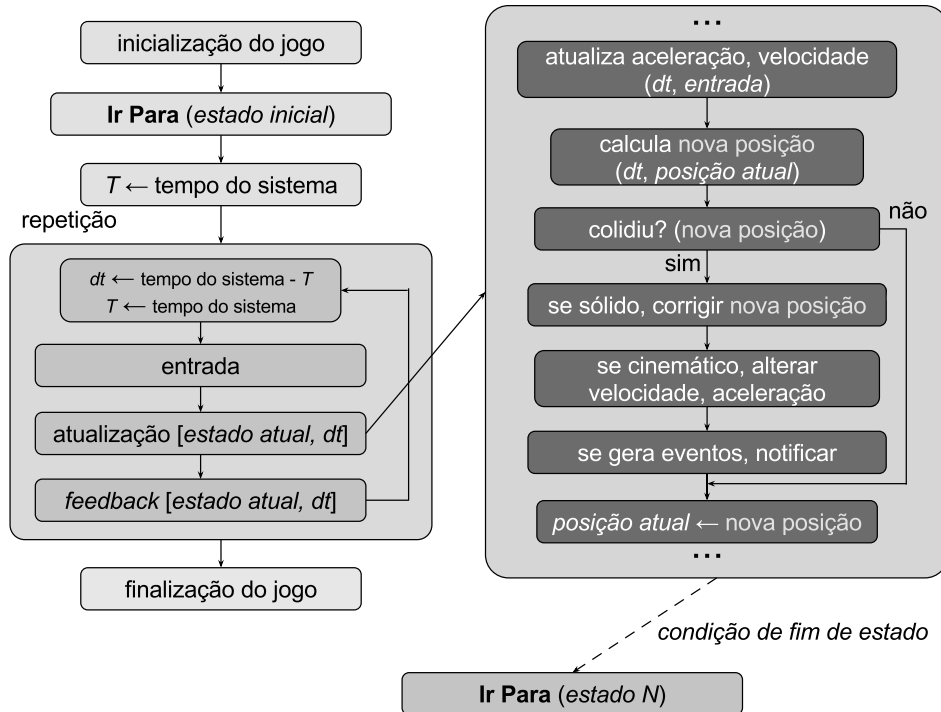 inicialização do jogo
Ir Para (estado inicial)
T ← tempo do sistema
repetição
dt ← tempo do sistema - T
T ← tempo do sistema
entrada
atualização [estado atual, dt]
feedback [estado atual, dt]
finalização do jogo
...
atualiza aceleração, velocidade
(dt, entrada)
calcula nova posição
(dt, posição atual)
não
colidiu? (nova posição)
sim
se sólido, corrigir nova posição
se cinemático, alterar
velocidade, aceleração
se gera eventos, notificar
posição atual ← nova posição
...
condição de fim de estado
Ir Para (estado N)